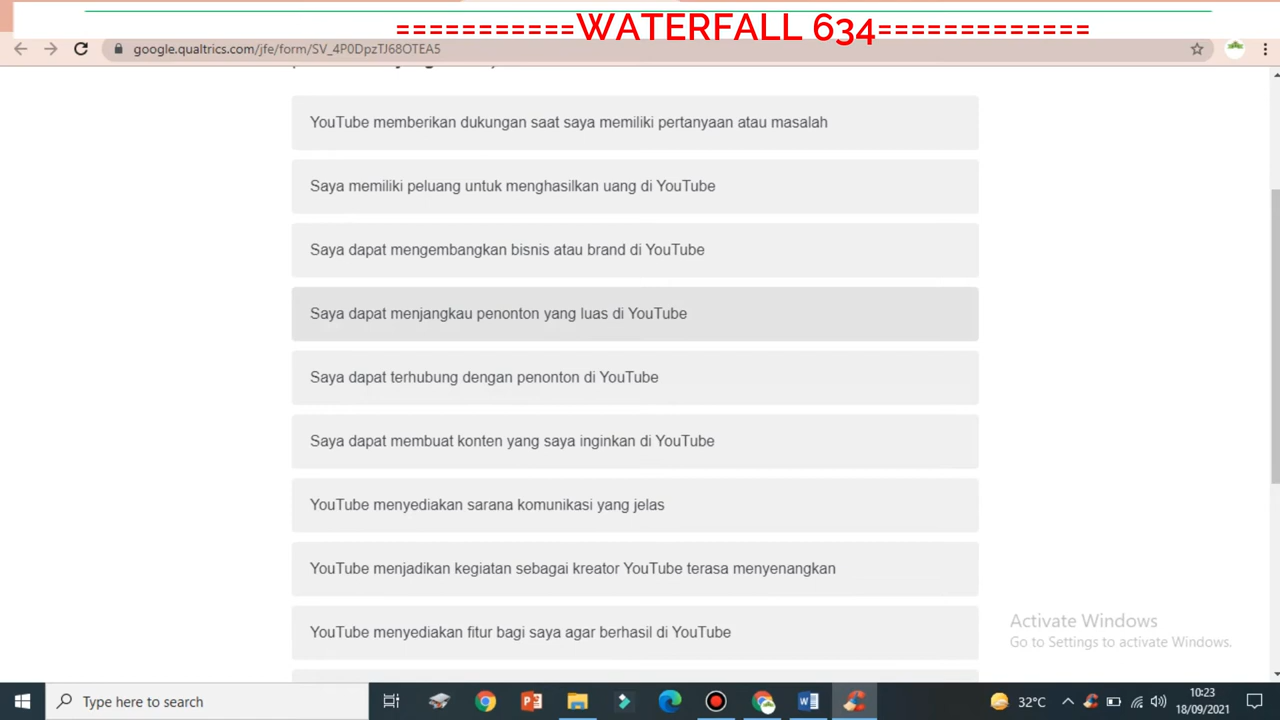 ===========WATERFALL 634=============
google.qualtrics.com/jfe/form/SV_4P0DpzTJ68OTEA5
YouTube memberikan dukungan saat saya memiliki pertanyaan atau masalah
Saya memiliki peluang untuk menghasilkan uang di YouTube
Saya dapat mengembangkan bisnis atau brand di YouTube
Saya dapat menjangkau penonton yang luas di YouTube
Saya dapat terhubung dengan penonton di YouTube
Saya dapat membuat konten yang saya inginkan di YouTube
YouTube menyediakan sarana komunikasi yang jelas
YouTube menjadikan kegiatan sebagai kreator YouTube terasa menyenangkan
YouTube menyediakan fitur bagi saya agar berhasil di YouTube
Activate Windows
Go to Settings to activate Windows.
Type here to search
32°C
10:23
18/09/2021